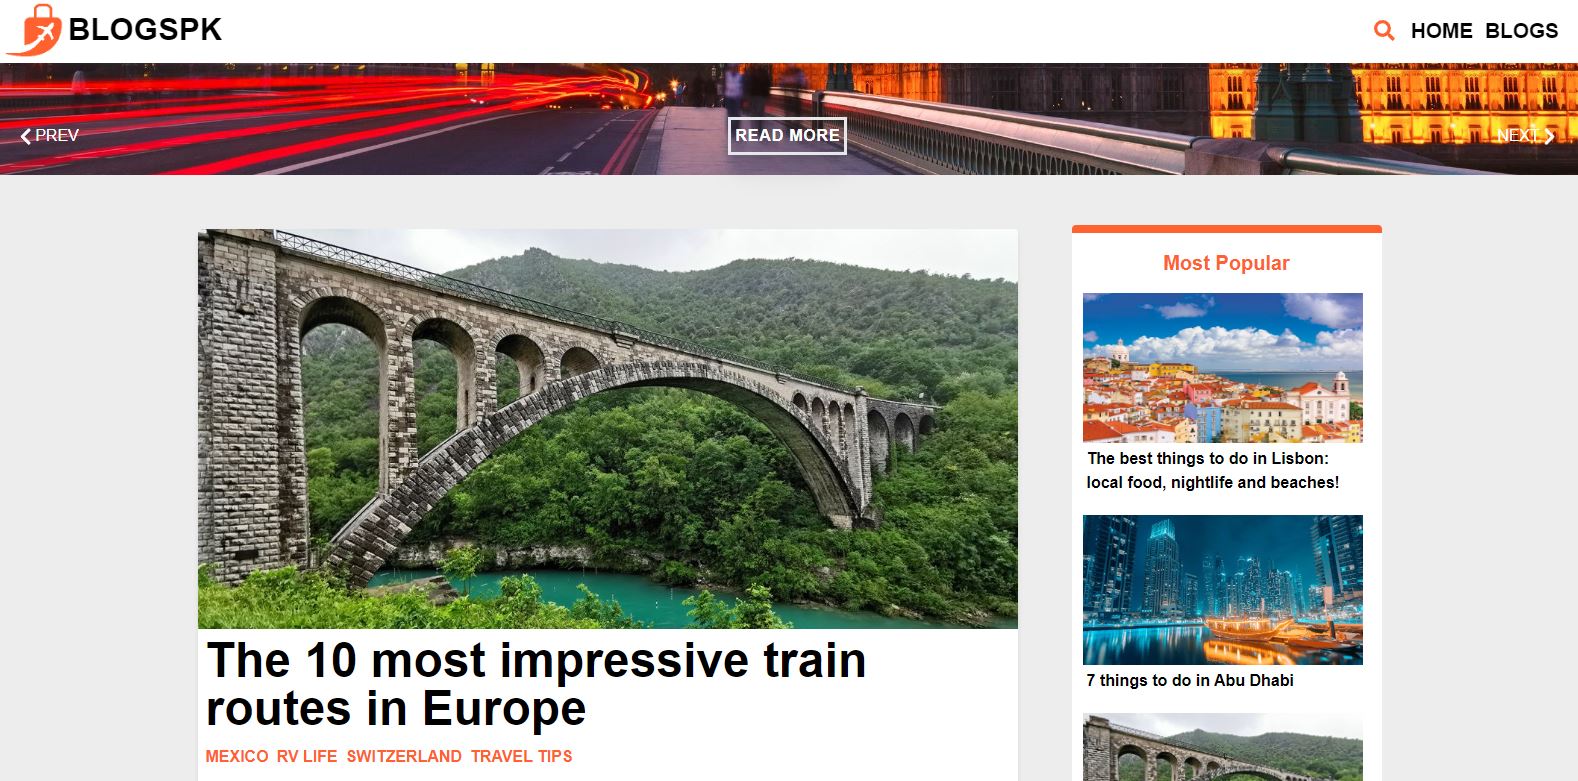 BLOGSPK
HOME BLOGS
PREV
READ MORE
NEXT
The 10 most impressive train
routes in Europe
MEXICO RV LIFE SWITZERLAND TRAVEL TIPS
Most Popular
The best things to do in Lisbon:
local food, nightlife and beaches!
7 things to do in Abu Dhabi